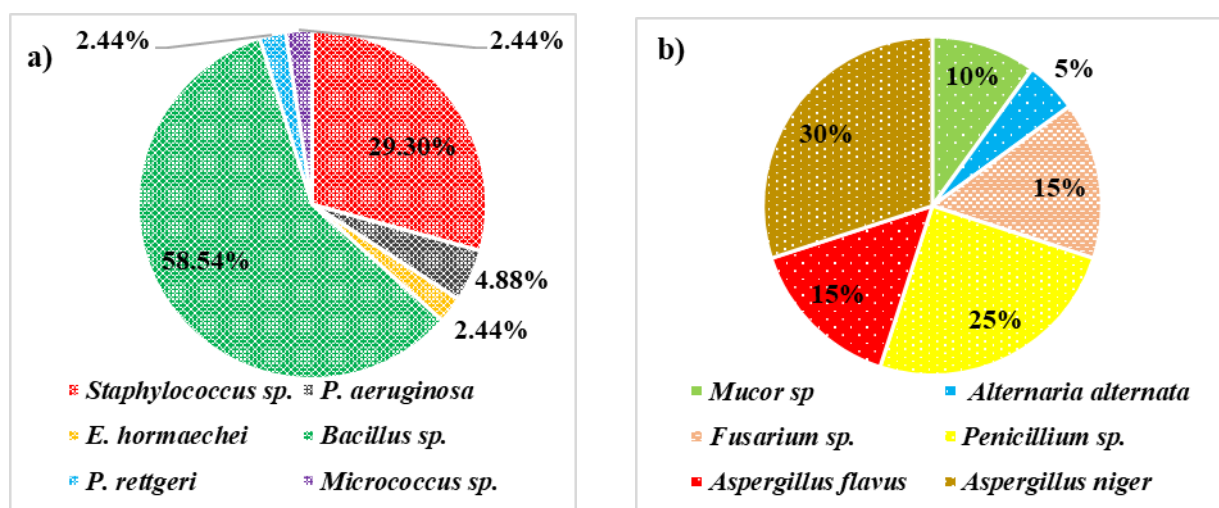 a)
2.44%
2.44%
29.30%
4.88%
2.44%
58.54%
Staphylococcus sp.
P. aeruginosa
E. hormaechei
Bacillus sp.
P. rettgeri
Micrococcus sp.
b)
10%
5%
15%
25%
15%
30%
Mucor sp
Alternaria alternata
Fusarium sp.
Penicillium sp.
Aspergillus flavus
Aspergillus niger